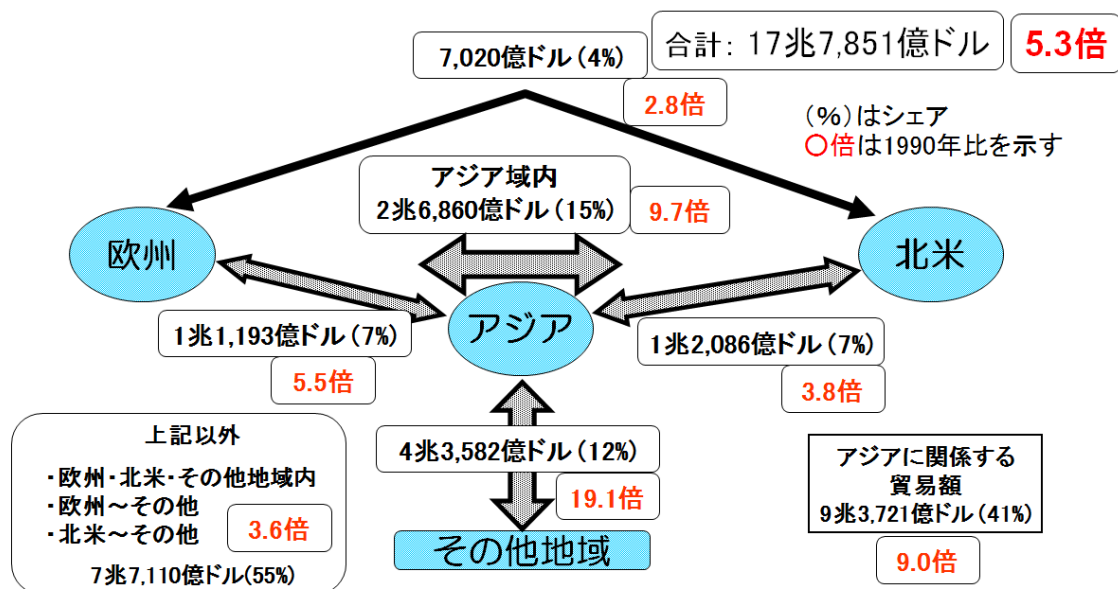 合計: 17兆7,851億ドル
5.3倍
7,020億ドル(4%)
2.8倍
(%)はシェア
○倍は1990年比を示す
アジア域内
2兆6,860億ドル(15%)
9.7倍
欧州
北米
アジア
1兆1,193億ドル(7%)
5.5倍
1兆2,086億ドル(7%)
3.8倍
上記以外
・欧州・北米・その他地域内
・欧州～その他
・北米～その他
3.6倍
7兆7,110億ドル(55%)
4兆3,582億ドル(12%)
19.1倍
その他地域
アジアに関係する
貿易額
9兆3,721億ドル(41%)
9.0倍